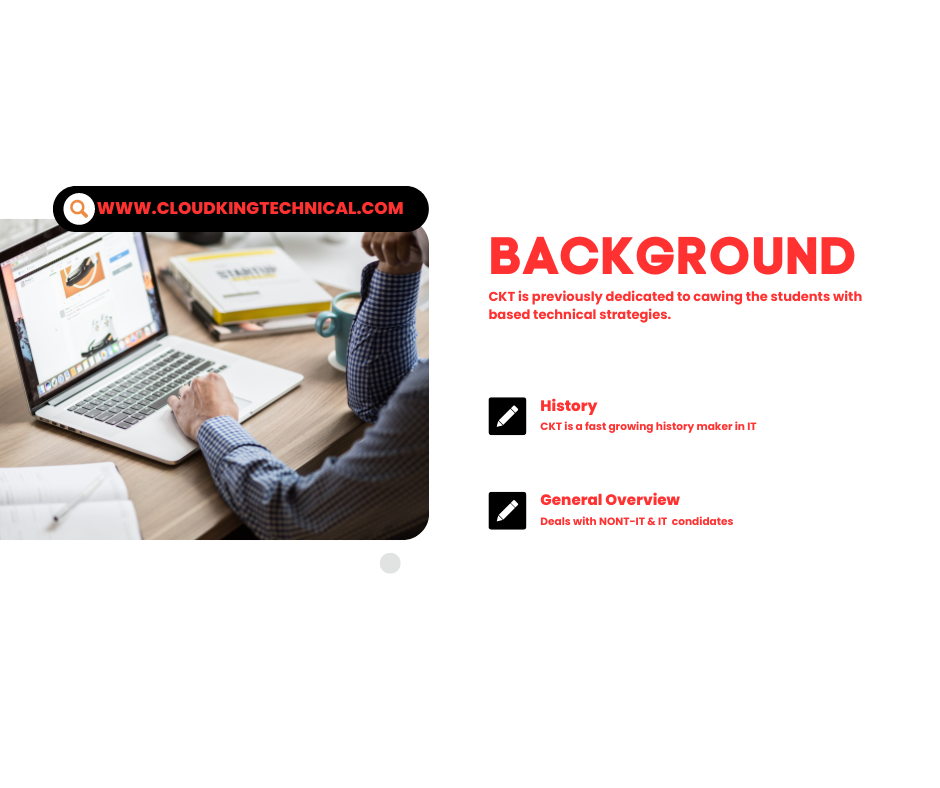 WWW.CLOUDKINGTECHNICAL.COM
STARTUP
BACKGROUND
CKT is previously dedicated to cawing the students with
based technical strategies.
History
CKT is a fast growing history maker in IT
General Overview
Deals with NONT-IT & IT candidates